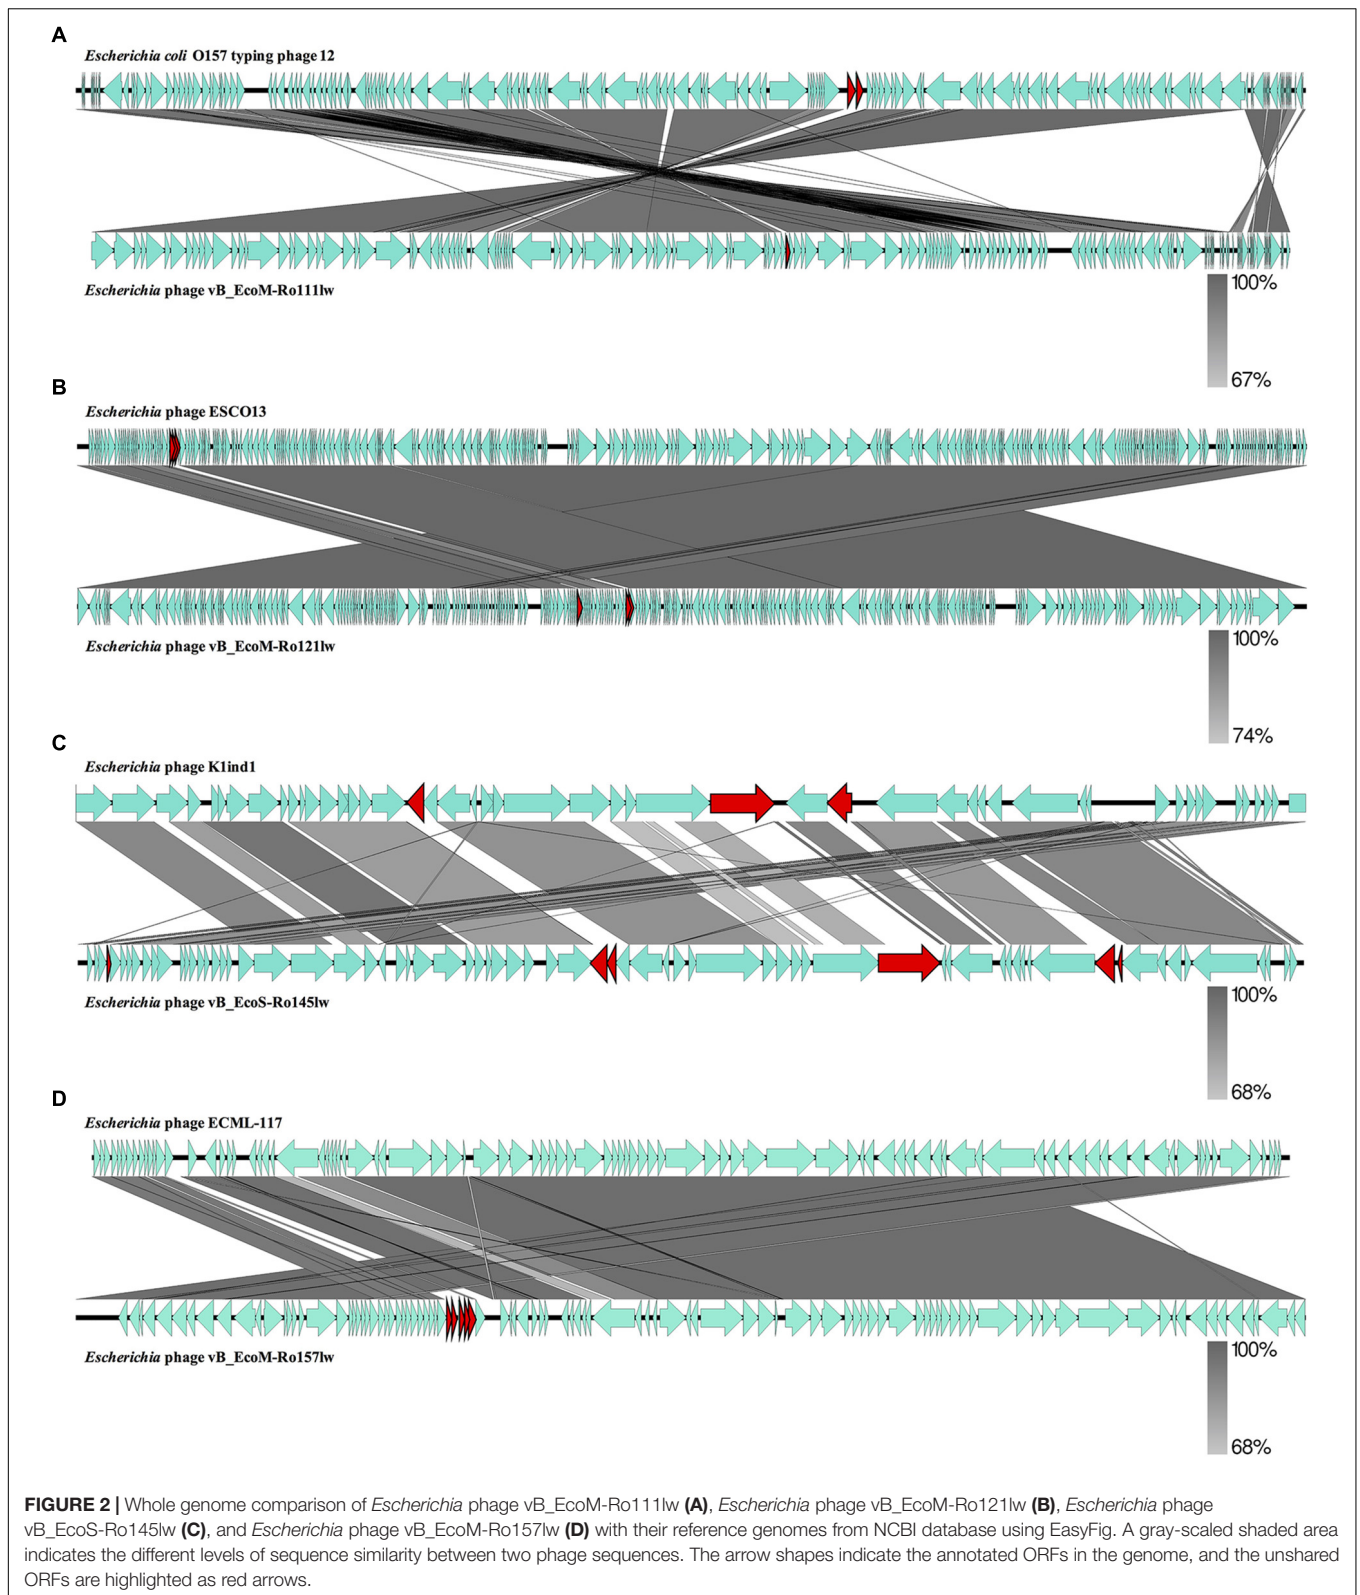 A
Escherichia coli O157 typing phage 12
Escherichia phage vB_EcoM-Ro111lw
100%
67%
B
Escherichia phage ESCO13
Escherichia phage vB_EcoM-Ro121lw
100%
74%
C
Escherichia phage K1ind1
Escherichia phage vB_EcoS-Ro145lw
100%
68%
D
Escherichia phage ECML-117
Escherichia phage vB_EcoM-Ro157lw
100%
68%
FIGURE 2 | Whole genome comparison of Escherichia phage vB_EcoM-Ro111lw (A), Escherichia phage vB_EcoM-Ro121lw (B), Escherichia phage
vB_EcoS-Ro145lw (C), and Escherichia phage vB_EcoM-Ro157lw (D) with their reference genomes from NCBI database using EasyFig. A gray-scaled shaded area
indicates the different levels of sequence similarity between two phage sequences. The arrow shapes indicate the annotated ORFs in the genome, and the unshared
ORFs are highlighted as red arrows.